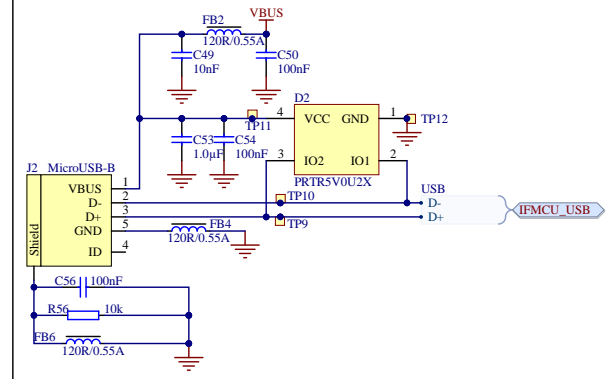 VBUS
FB2
120R/0.55A
C49
10nF
C50
100nF
D2
4 VCC GND 1
TP11
TP12
C53
1.0µF
C54
100nF
3 IO2 IO1 2
PRTR5V0U2X
J2 MicroUSB-B
Shield
VBUS 1
D- 2
D+ 3
GND 5
ID 4
TP10
TP9
USB
D-
D+
IFMCU_USB
FB4
120R/0.55A
C56 100nF
R56 10k
FB6
120R/0.55A